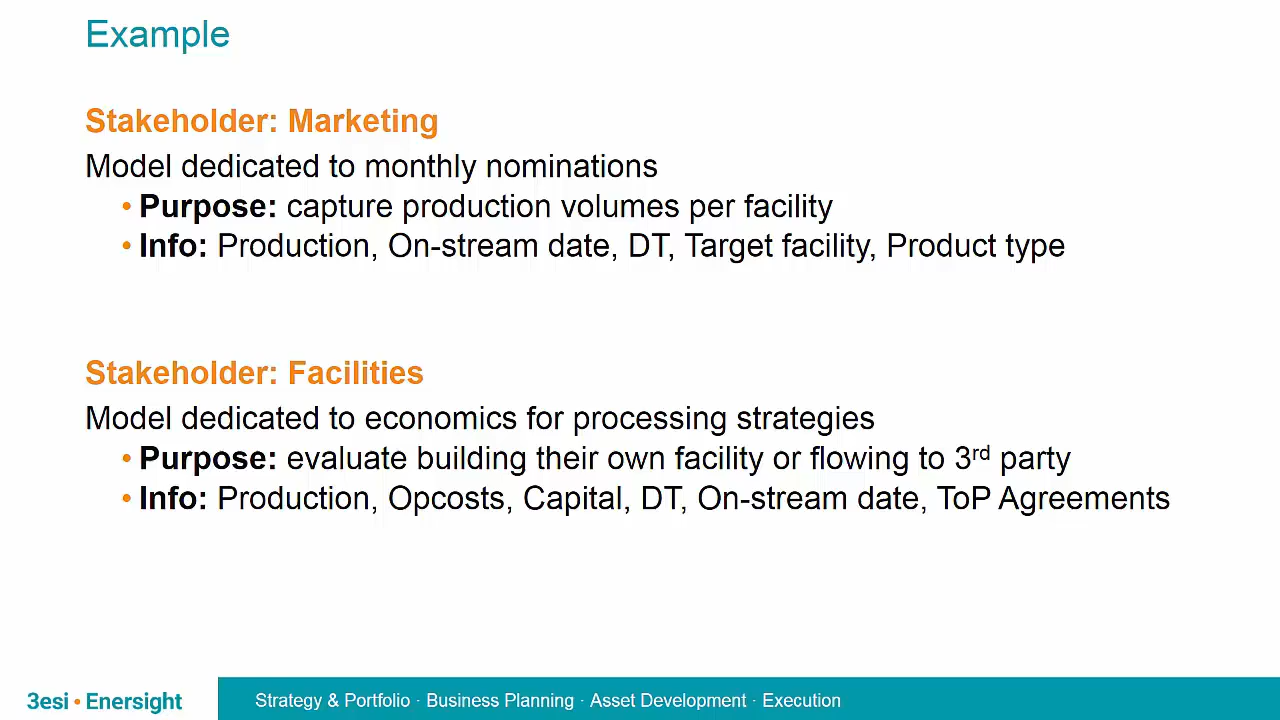 Example
Stakeholder: Marketing
Model dedicated to monthly nominations
• Purpose: capture production volumes per facility
• Info: Production, On-stream date, DT, Target facility, Product type
Stakeholder: Facilities
Model dedicated to economics for processing strategies
• Purpose: evaluate building their own facility or flowing to 3rd party
• Info: Production, Opcosts, Capital, DT, On-stream date, ToP Agreements
3esi • Enersight
Strategy & Portfolio · Business Planning · Asset Development · Execution